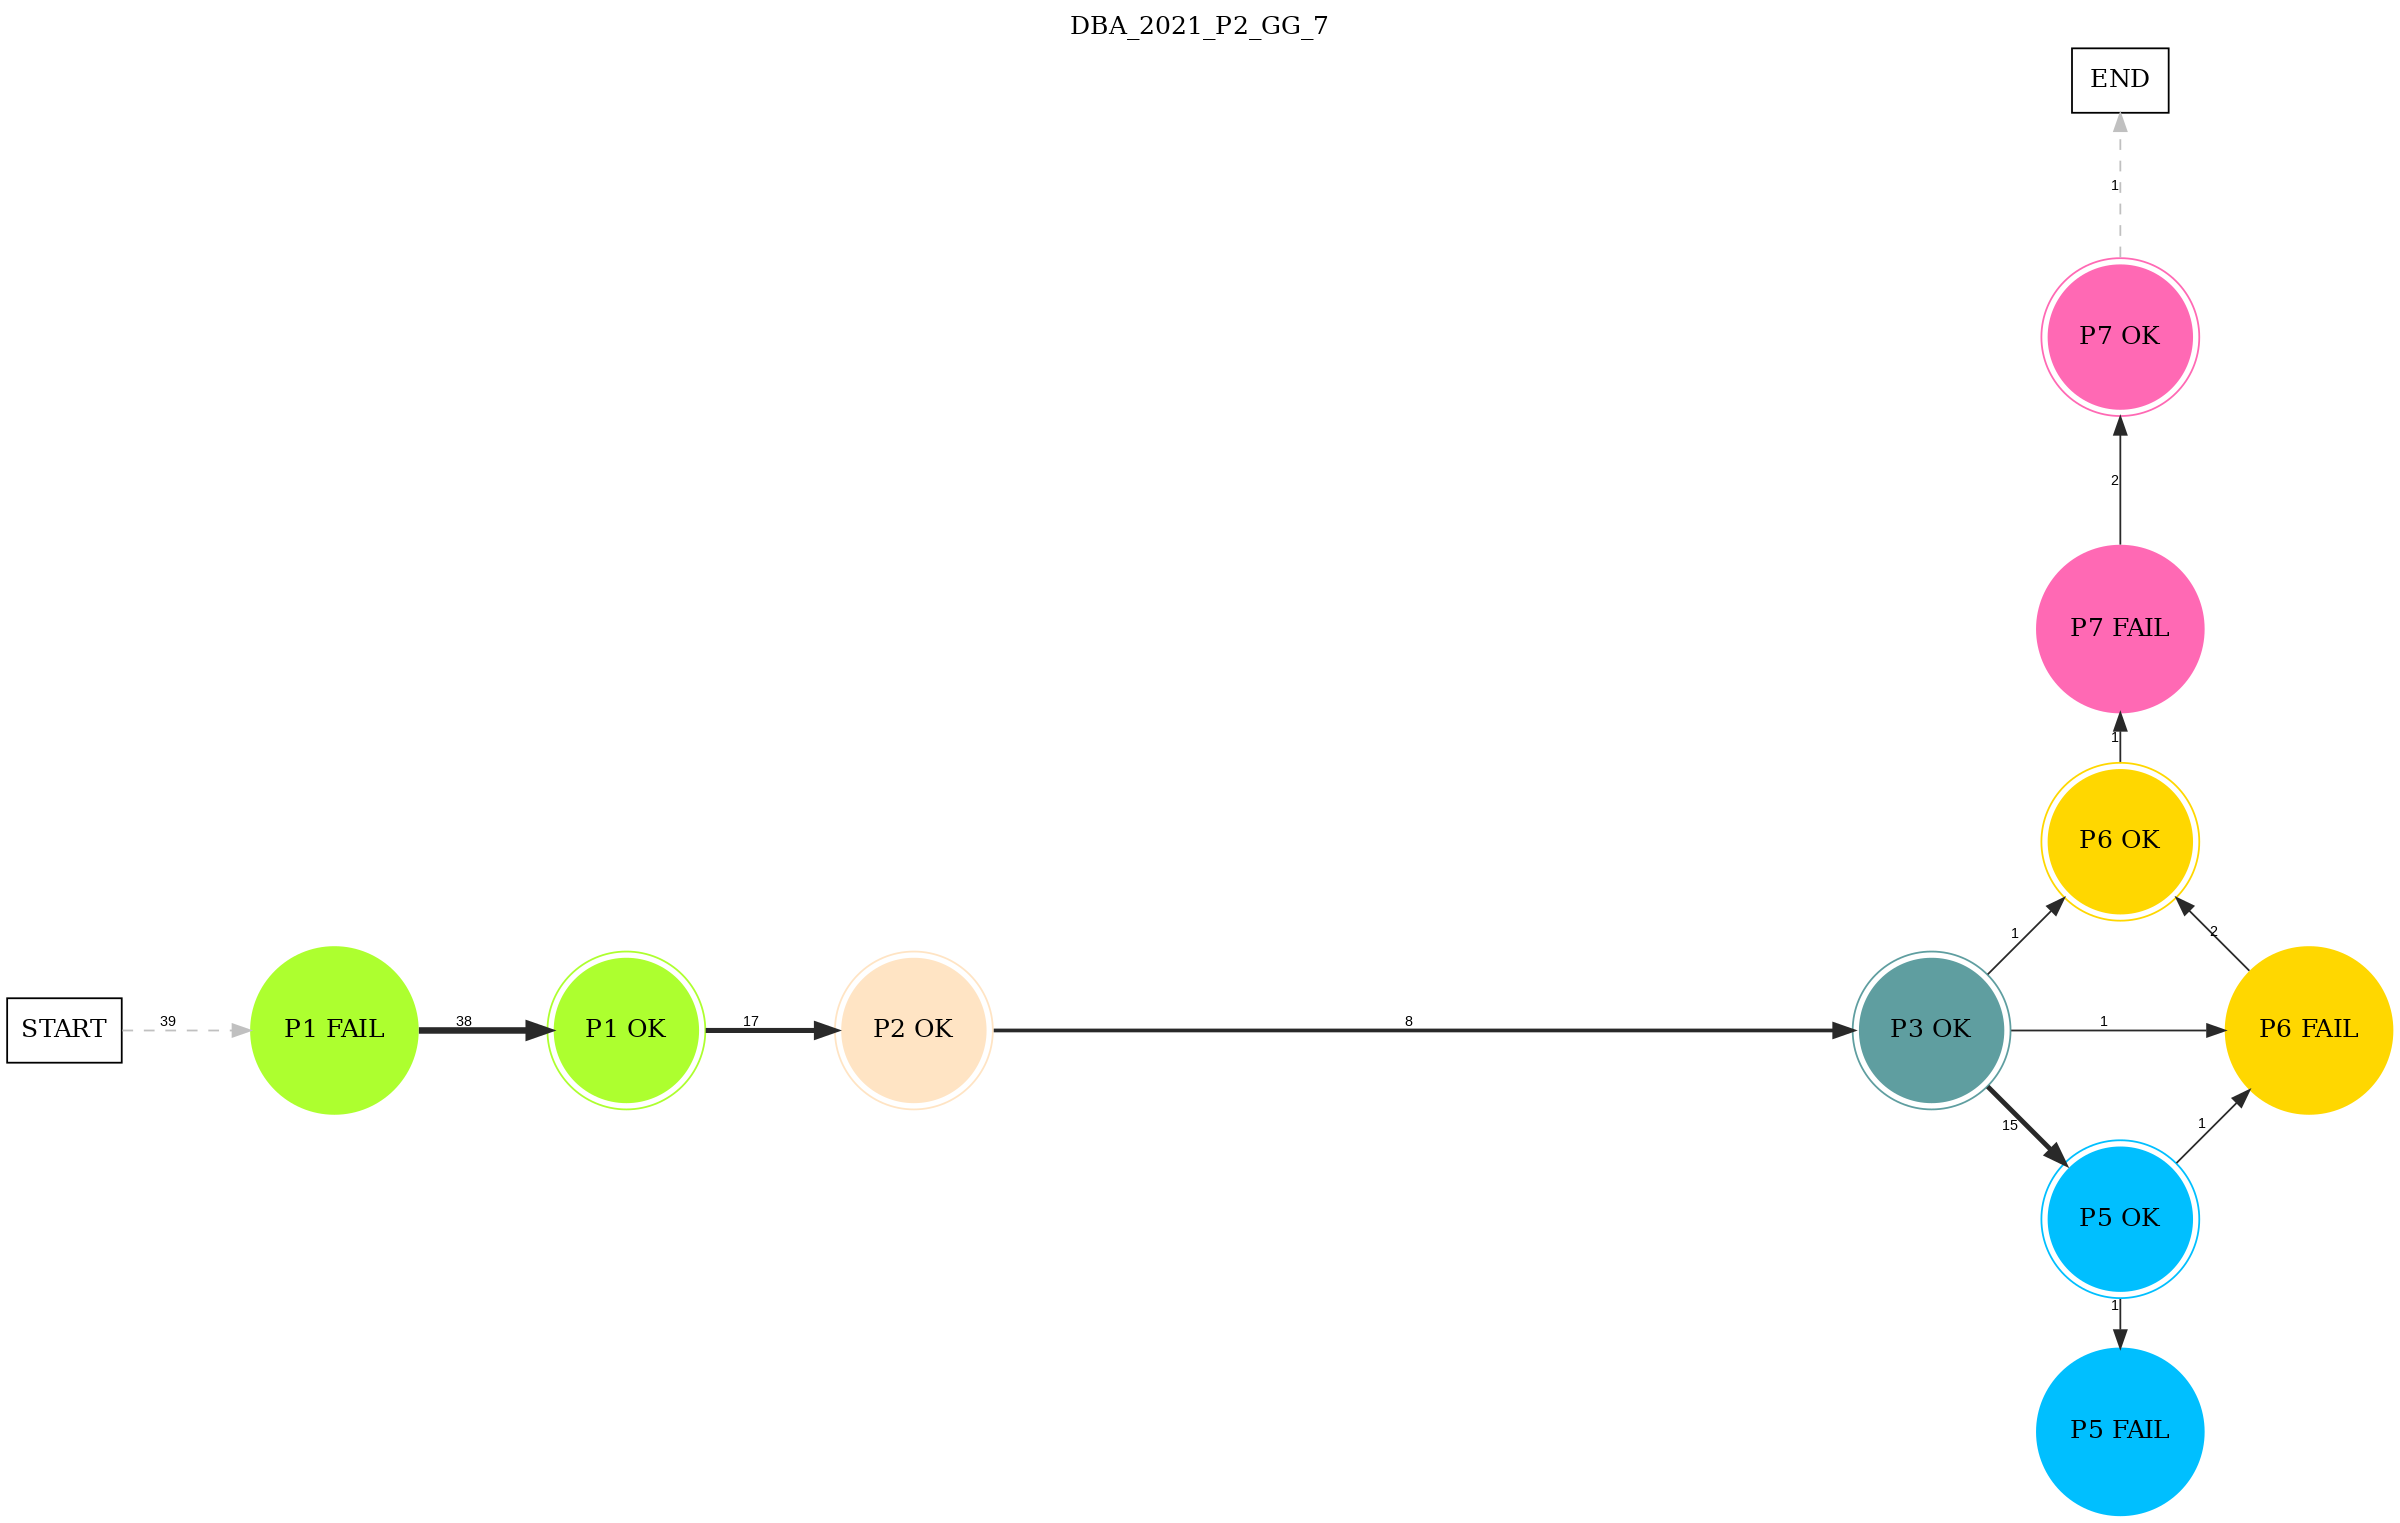 DBA_2021_P2_GG_7
END
1
P7 OK
2
P7 FAIL
1
P6 OK
1
2
START
39
P1 FAIL
38
P1 OK
17
P2 OK
8
P3 OK
1
P6 FAIL
15
1
P5 OK
1
P5 FAIL